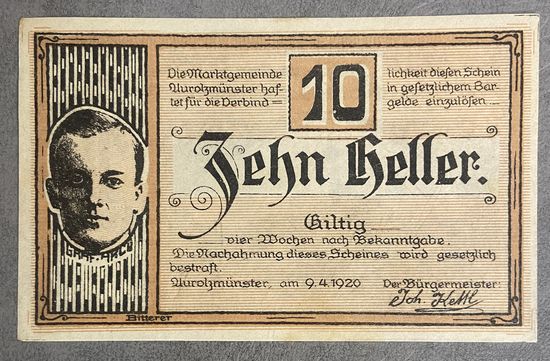 Die Marktgemeinde
Aurolzmünster haf-
tet für die Verbind=
10
lichkeit diesen Schein
in gesetzlichem Bar-
gelde einzulösen
Zehn Heller.
Giltig
vier Wochen nach Bekanntgabe.
Die Nachahmung dieses Scheines wird gesetzlich
bestraft.
Aurolzmünster, am 9.4.1920
Der Bürgermeister:
Joh. Kettl
GRAF-ARCO
Bitterer